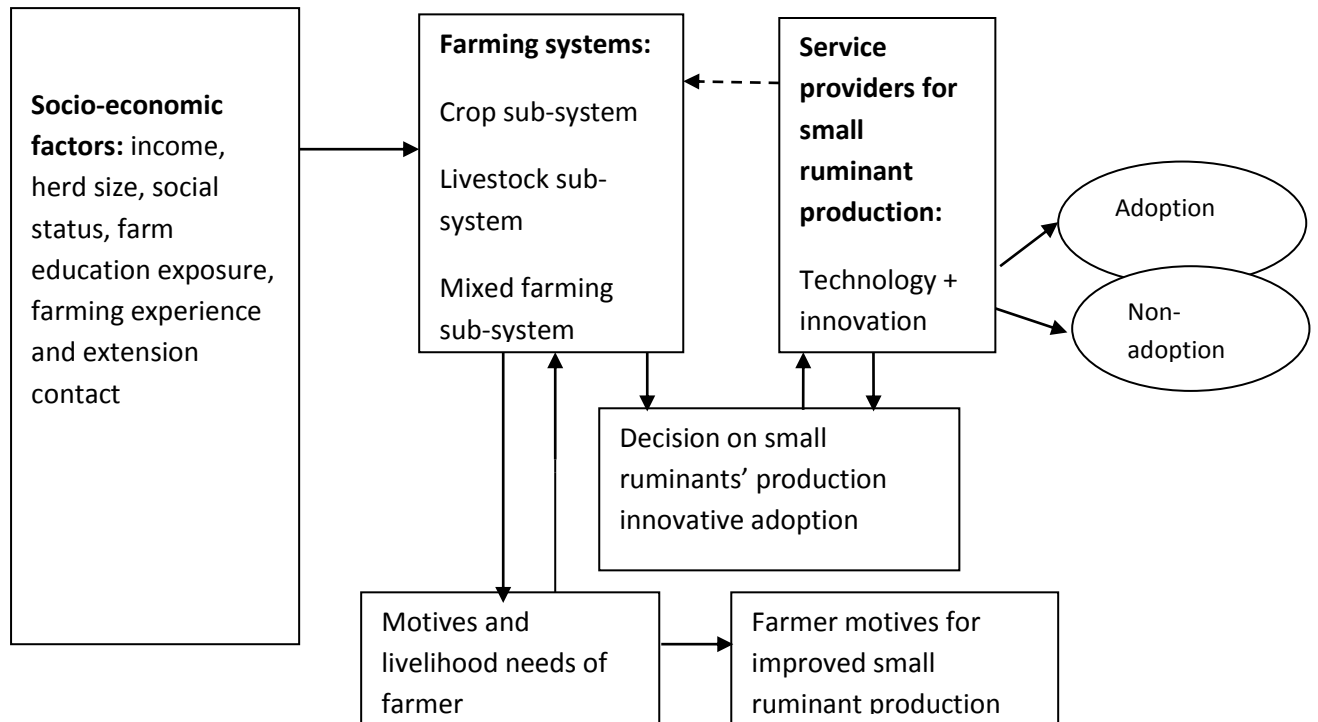 Socio-economic
factors: income,
herd size, social
status, farm
education exposure,
farming experience
and extension
contact
Farming systems:
Crop sub-system
Livestock sub-
system
Mixed farming
sub-system
Service
providers for
small
ruminant
production:
Technology +
innovation
Adoption
Non-
adoption
Decision on small
ruminants’ production
innovative adoption
Motives and
livelihood needs of
farmer
Farmer motives for
improved small
ruminant production